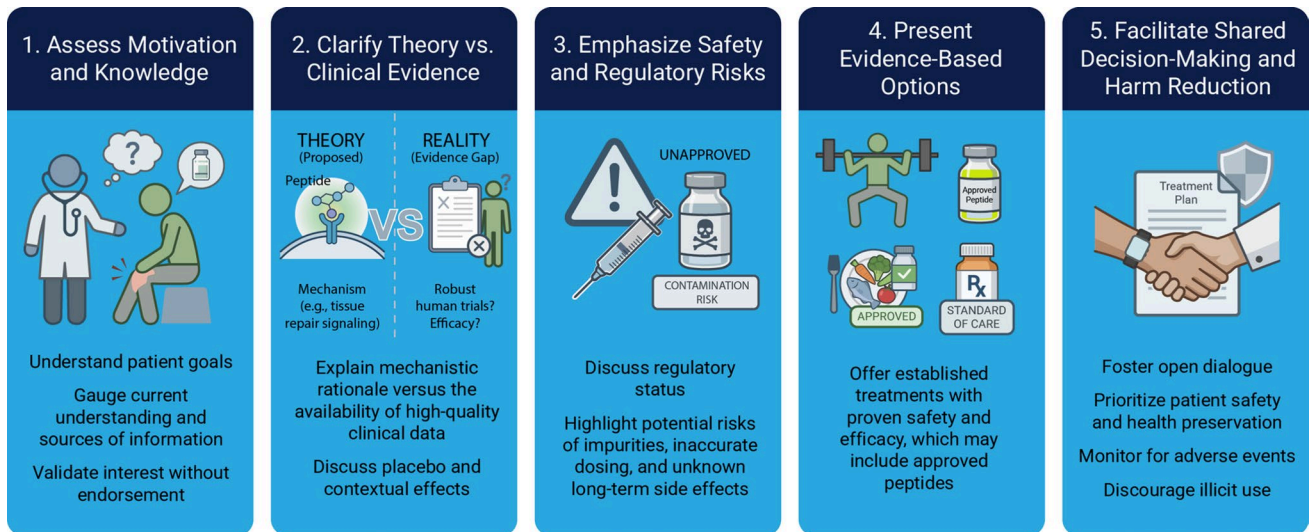 1. Assess Motivation
and Knowledge
?
Understand patient goals
Gauge current
understanding and
sources of information
Validate interest without
endorsement
2. Clarify Theory vs.
Clinical Evidence
THEORY
(Proposed)
Peptide
VS
REALITY
(Evidence Gap)
?
Mechanism
(e.g., tissue
repair signaling)
Robust
human trials?
Efficacy?
Explain mechanistic
rationale versus the
availability of high-quality
clinical data
Discuss placebo and
contextual effects
3. Emphasize Safety
and Regulatory Risks
!
UNAPPROVED
CONTAMINATION
RISK
Discuss regulatory
status
Highlight potential risks
of impurities, inaccurate
dosing, and unknown
long-term side effects
4. Present
Evidence-Based
Options
Approved
Peptide
APPROVED
Rx
STANDARD
OF CARE
Offer established
treatments with
proven safety and
efficacy, which may
include approved
peptides
5. Facilitate Shared
Decision-Making and
Harm Reduction
Treatment
Plan
Foster open dialogue
Prioritize patient safety
and health preservation
Monitor for adverse events
Discourage illicit use